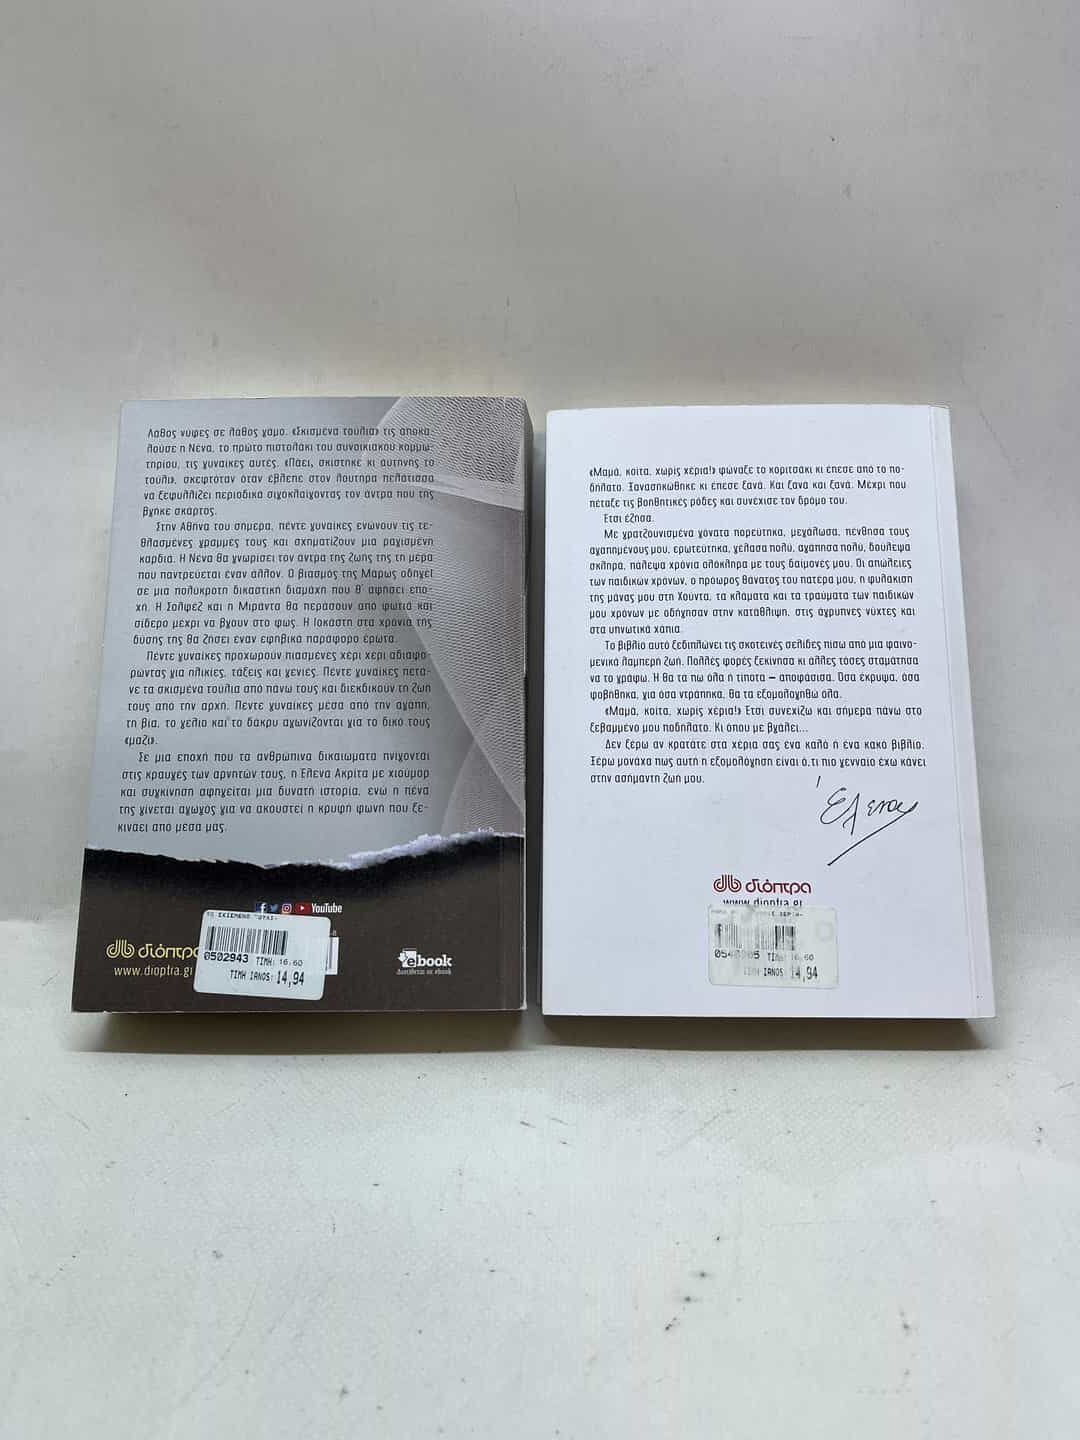 Λάθος νύφες σε λάθος γάμο. «Σκισμένα τούλια» τις αποκα-
λούσε η Νένα, το πρώτο πιστολάκι του συνοικιακού κομμω-
τηρίου, τις γυναίκες αυτές. «Πάει, σκίστηκε κι αυτηνής το
τούλι», σκεφτόταν όταν έβλεπε στον λουτήρα πελάτισσα
να ξεφυλλίζει περιοδικά σιχοκλαίγοντας τον άντρα που της
βγήκε σκάρτος.
Στην Αθήνα του σήμερα, πέντε γυναίκες ενώνουν τις τε-
θλασμένες γραμμές τους και σχηματίζουν μια ραγισμένη
καρδιά. Η Νένα θα γνωρίσει τον άντρα της ζωής της τη μέρα
που παντρεύεται έναν άλλον. Ο βιασμός της Μάρως οδηγεί
σε μια πολύκροτη δικαστική διαμάχη που θ' αφήσει επο-
χή. Η Σολφέζ και η Μιράντα θα περάσουν από φωτιά και
σίδερο μέχρι να βγουν στο φως. Η Ιοκάστη στα χρόνια της
δύσης της θα ζήσει έναν εφηβικά παράφορο έρωτα.
Πέντε γυναίκες προχωρούν πιασμένες χέρι χέρι αδιαφο-
ρώντας για ηλικίες, τάξεις και γενιές. Πέντε γυναίκες πετά-
νε τα σκισμένα τούλια από πάνω τους και διεκδικούν τη ζωή
τους από την αρχή. Πέντε γυναίκες μέσα από την αγάπη,
τη βία, το γέλιο και το δάκρυ αγωνίζονται για το δικό τους
«μαζί».
Σε μια εποχή που τα ανθρώπινα δικαιώματα πνίγονται
στις κραυγές των αρνητών τους, η Έλενα Ακρίτα με χιούμορ
και συγκίνηση αφηγείται μια δυνατή ιστορία, ενώ η πένα
της γίνεται αγωγός για να ακουστεί η κρυφή φωνή που ξε-
κινάει από μέσα μας.
YouTube
0502943 ΤΙΜΗ: 16,60
ΤΙΜΗ IANOS: 14,94
διόπτρα
www.dioptra.gr
ebook
Διατίθεται σε ebook
«Μαμά, κοίτα, χωρίς χέρια!» φώναξε το κοριτσάκι κι έπεσε από το πο-
δήλατο. Ξανασηκώθηκε κι έπεσε ξανά. Και ξανά και ξανά. Μέχρι που
πέταξε τις βοηθητικές ρόδες και συνέχισε τον δρόμο του.
Έτσι έζησα.
Με γρατζουνισμένα γόνατα πορεύτηκα, μεγάλωσα, πένθησα τους
αγαπημένους μου, ερωτεύτηκα, γέλασα πολύ, αγάπησα πολύ, δούλεψα
σκληρά, πάλεψα χρόνια ολόκληρα με τους δαίμονές μου. Οι απώλειες
των παιδικών χρόνων, ο πρόωρος θάνατος του πατέρα μου, η φυλάκιση
της μάνας μου στη Χούντα, τα κλάματα και τα τραύματα των παιδικών
μου χρόνων με οδήγησαν στην κατάθλιψη, στις άγρυπνες νύχτες και
στα υπνωτικά χάπια.
Το βιβλίο αυτό ξεδιπλώνει τις σκοτεινές σελίδες πίσω από μια φαινο-
μενικά λαμπερή ζωή. Πολλές φορές ξεκίνησα κι άλλες τόσες σταμάτησα
να το γράφω. Ή θα τα πω όλα ή τίποτα – αποφάσισα. Όσα έκρυψα, όσα
φοβήθηκα, για όσα ντράπηκα, θα τα εξομολογηθώ όλα.
«Μαμά, κοίτα, χωρίς χέρια!» Έτσι συνεχίζω και σήμερα πάνω στο
ξεβαμμένο μου ποδήλατο. Κι όπου με βγάλει...
Δεν ξέρω αν κρατάτε στα χέρια σας ένα καλό ή ένα κακό βιβλίο.
Ξέρω μονάχα πως αυτή η εξομολόγηση είναι ό,τι πιο γενναίο έχω κάνει
στην ασήμαντη ζωή μου.
Έλενα
διόπτρα
www.dioptra.gr
ΤΙΜΗ: 16,60
ΤΙΜΗ IANOS: 14,94